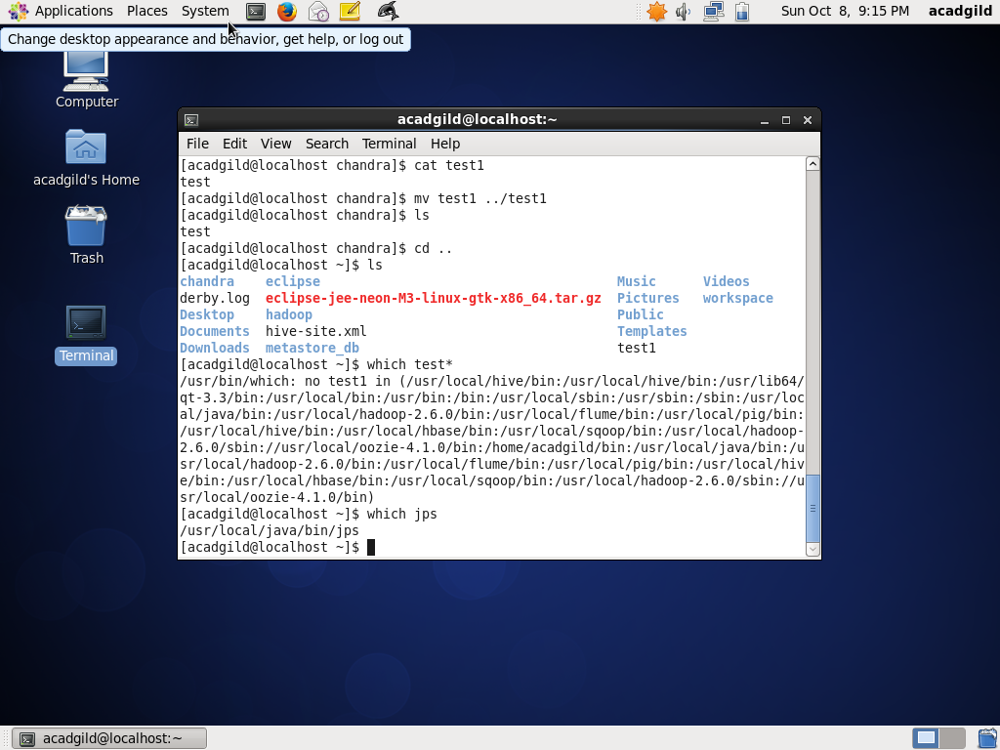 Applications Places System Sun Oct 8, 9:15 PM acadgild
Change desktop appearance and behavior, get help, or log out
Computer
acadgild's Home
Trash
Terminal
acadgild@localhost:~
File Edit View Search Terminal Help
[acadgild@localhost chandra]$ cat test1
test
[acadgild@localhost chandra]$ mv test1 ../test1
[acadgild@localhost chandra]$ ls
test
[acadgild@localhost chandra]$ cd ..
[acadgild@localhost ~]$ ls
chandra eclipse Music Videos
derby.log eclipse-jee-neon-M3-linux-gtk-x86_64.tar.gz Pictures workspace
Desktop hadoop Public
Documents hive-site.xml Templates
Downloads metastore_db test1
[acadgild@localhost ~]$ which test*
/usr/bin/which: no test1 in (/usr/local/hive/bin:/usr/local/hive/bin:/usr/lib64/
qt-3.3/bin:/usr/local/bin:/usr/bin:/bin:/usr/local/sbin:/usr/sbin:/sbin:/usr/loc
al/java/bin:/usr/local/hadoop-2.6.0/bin:/usr/local/flume/bin:/usr/local/pig/bin:
/usr/local/hive/bin:/usr/local/hbase/bin:/usr/local/sqoop/bin:/usr/local/hadoop-
2.6.0/sbin://usr/local/oozie-4.1.0/bin:/home/acadgild/bin:/usr/local/java/bin:/u
sr/local/hadoop-2.6.0/bin:/usr/local/flume/bin:/usr/local/pig/bin:/usr/local/hiv
e/bin:/usr/local/hbase/bin:/usr/local/sqoop/bin:/usr/local/hadoop-2.6.0/sbin://u
sr/local/oozie-4.1.0/bin)
[acadgild@localhost ~]$ which jps
/usr/local/java/bin/jps
[acadgild@localhost ~]$
acadgild@localhost:~